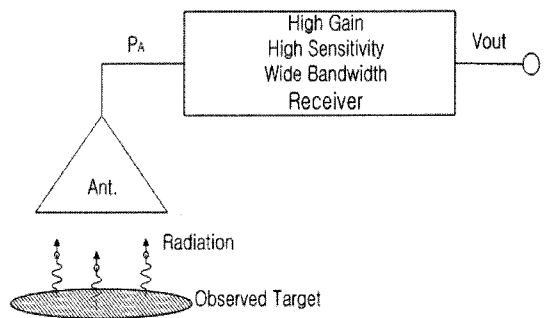 High Gain
High Sensitivity
Wide Bandwidth
Receiver
PA
Vout
Ant.
Radiation
Observed Target